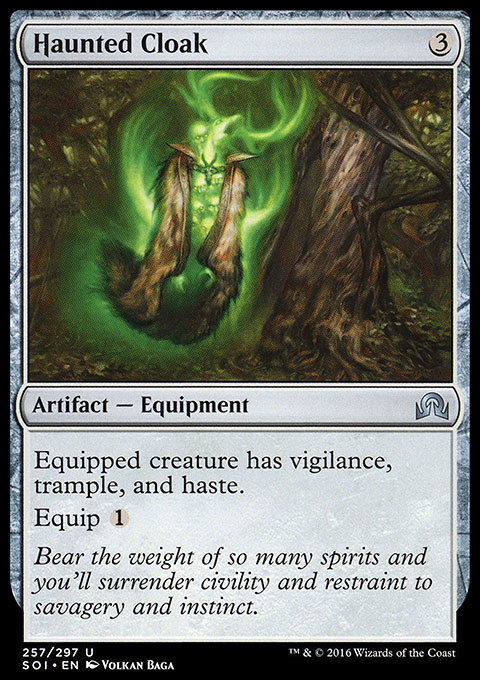 Haunted Cloak 3
Artifact — Equipment
Equipped creature has vigilance,
trample, and haste.
Equip 1
Bear the weight of so many spirits and
you'll surrender civility and restraint to
savagery and instinct.
257/297 U
SOI • EN Volkan Baga
™ & © 2016 Wizards of the Coast